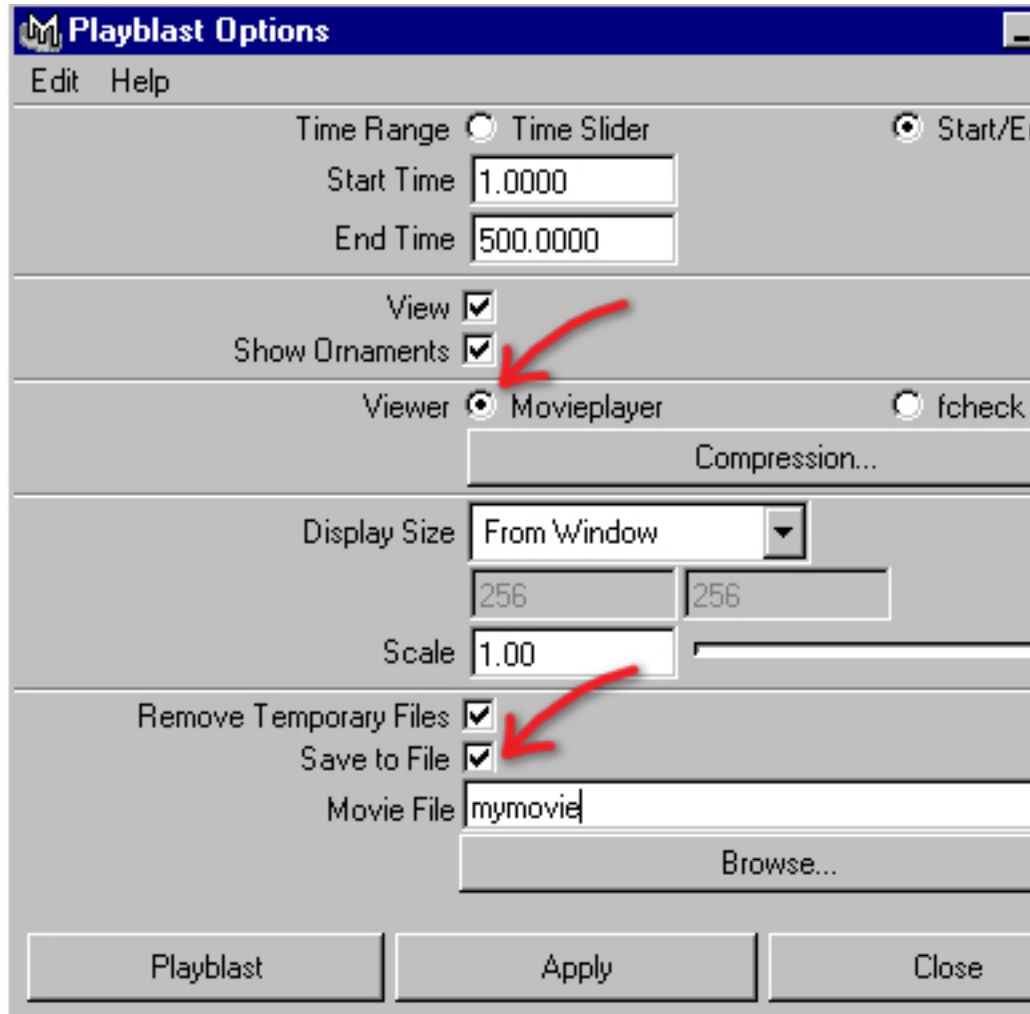 Playblast Options
Edit Help
Time Range Time Slider Start/E
Start Time 1.0000
End Time 500.0000
View
Show Ornaments
Viewer Movieplayer fcheck
Compression...
Display Size From Window
256 256
Scale 1.00
Remove Temporary Files
Save to File
Movie File mymovie
Browse...
Playblast Apply Close